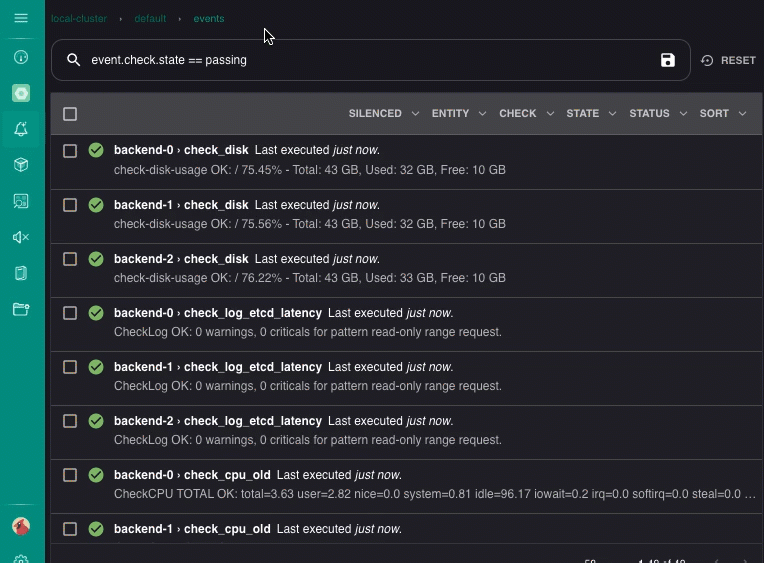 local-cluster › default › events
event.check.state == passing
RESET
SILENCED ENTITY CHECK STATE STATUS SORT
backend-0 › check_disk Last executed just now.
check-disk-usage OK: / 75.45% - Total: 43 GB, Used: 32 GB, Free: 10 GB
backend-1 › check_disk Last executed just now.
check-disk-usage OK: / 75.56% - Total: 43 GB, Used: 32 GB, Free: 10 GB
backend-2 › check_disk Last executed just now.
check-disk-usage OK: / 76.22% - Total: 43 GB, Used: 33 GB, Free: 10 GB
backend-0 › check_log_etcd_latency Last executed just now.
CheckLog OK: 0 warnings, 0 criticals for pattern read-only range request.
backend-1 › check_log_etcd_latency Last executed just now.
CheckLog OK: 0 warnings, 0 criticals for pattern read-only range request.
backend-2 › check_log_etcd_latency Last executed just now.
CheckLog OK: 0 warnings, 0 criticals for pattern read-only range request.
backend-0 › check_cpu_old Last executed just now.
CheckCPU TOTAL OK: total=3.63 user=2.82 nice=0.0 system=0.81 idle=96.17 iowait=0.2 irq=0.0 softirq=0.0 steal=0.0 ...
backend-1 › check_cpu_old Last executed just now.